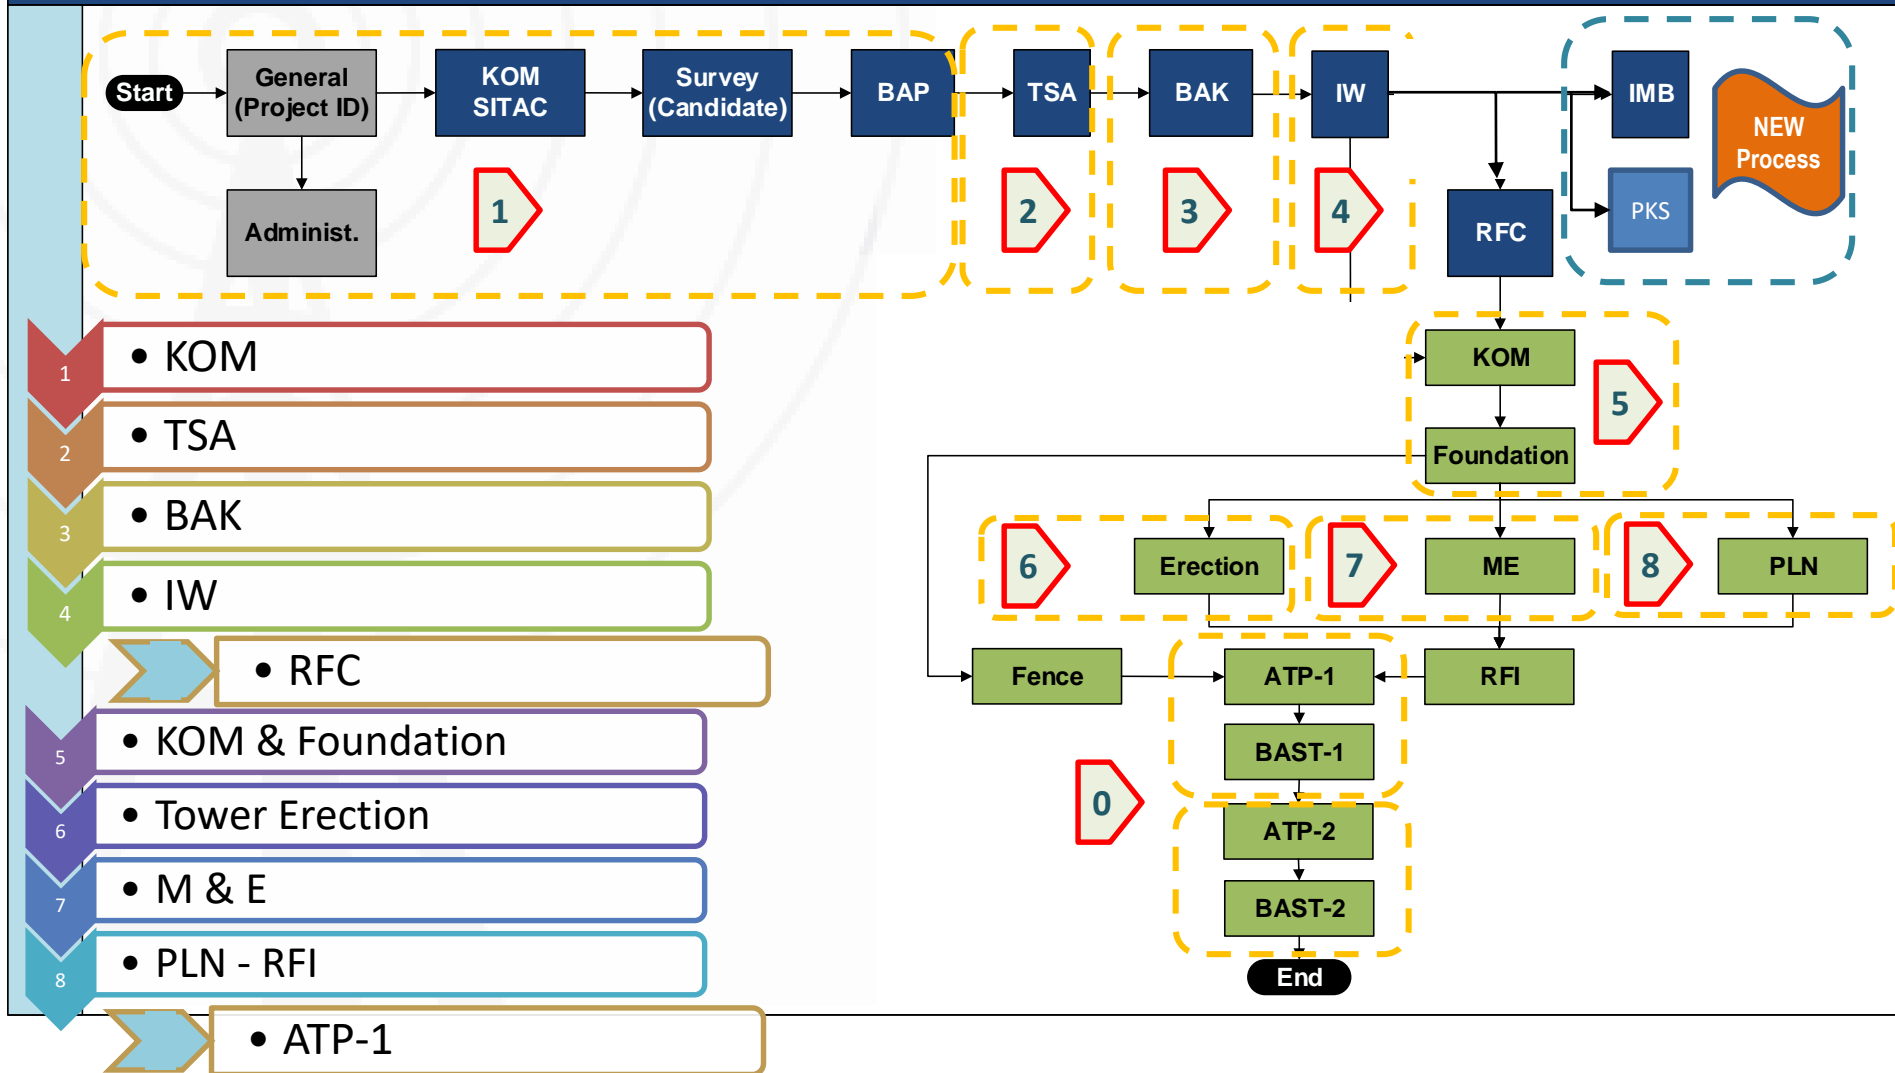 Start
General
(Project ID)
KOM
SITAC
Survey
(Candidate)
BAP
TSA
BAK
IW
IMB
NEW
Process
Administ.
1
2
3
4
RFC
PKS
KOM
5
Foundation
6
Erection
7
ME
8
PLN
Fence
ATP-1
RFI
BAST-1
0
ATP-2
BAST-2
End
1
• KOM
2
• TSA
3
• BAK
4
• IW
• RFC
5
• KOM & Foundation
6
• Tower Erection
7
• M & E
8
• PLN - RFI
• ATP-1